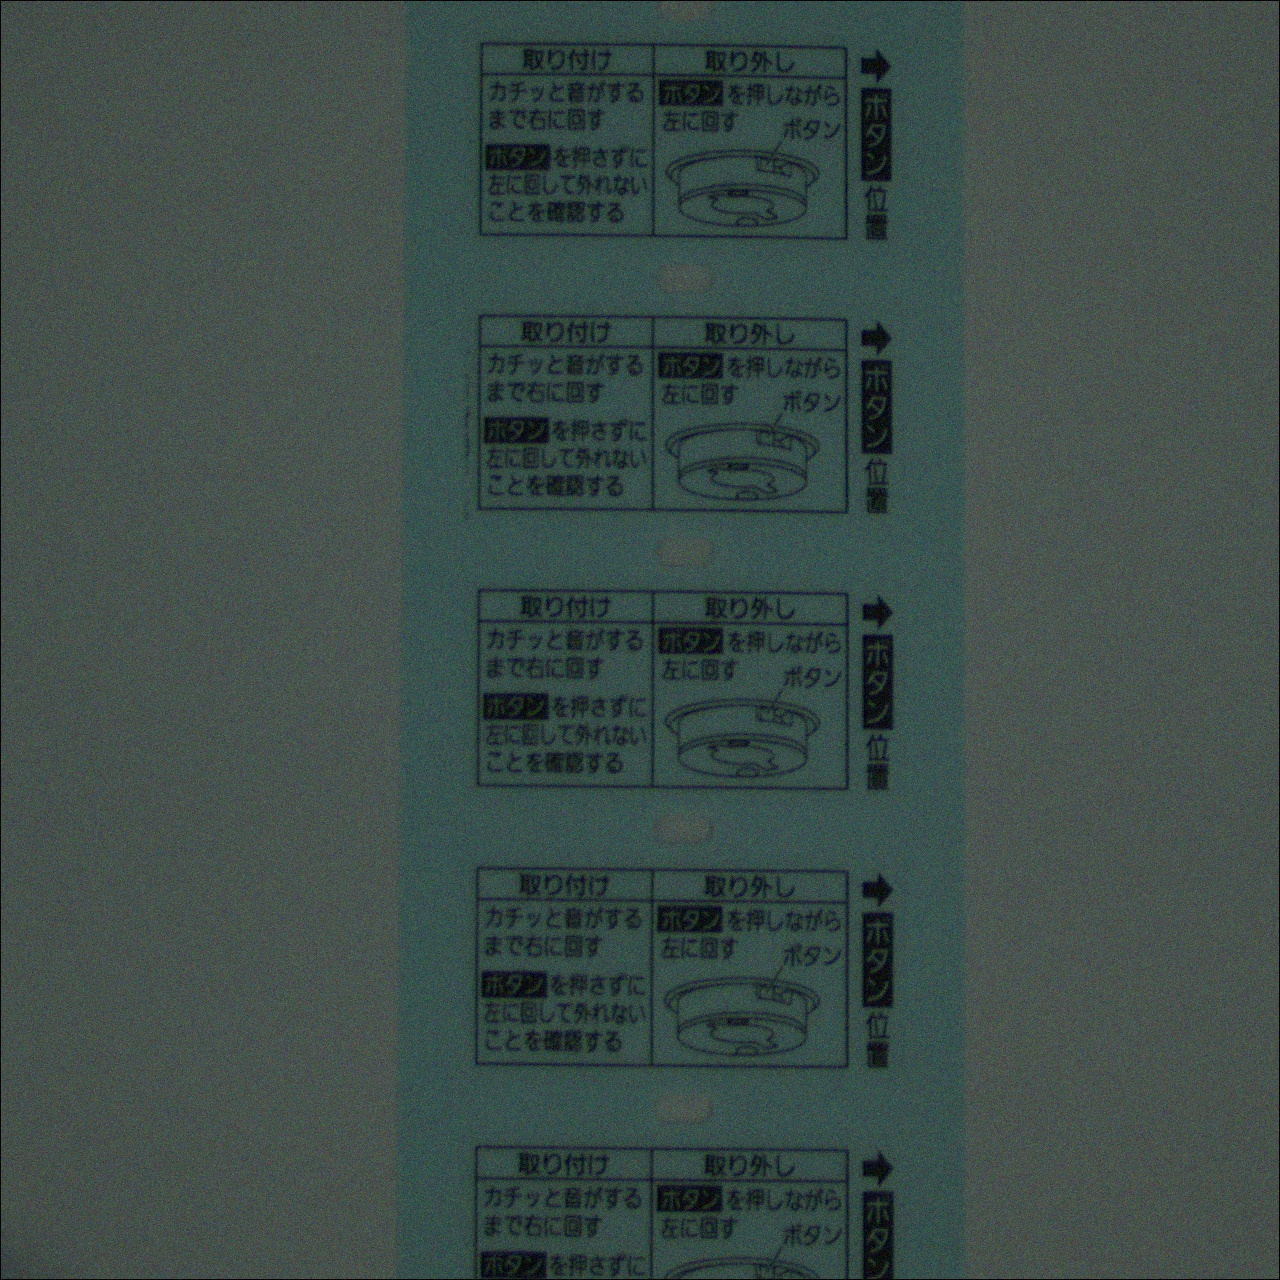 取り付け 取り外し
カチッと音がする
まで右に回す
ボタンを押さずに
左に回して外れない
ことを確認する
ボタンを押しながら
左に回す
ボタン
➡ボタン位置
取り付け 取り外し
カチッと音がする
まで右に回す
ボタンを押さずに
左に回して外れない
ことを確認する
ボタンを押しながら
左に回す
ボタン
➡ボタン位置
取り付け 取り外し
カチッと音がする
まで右に回す
ボタンを押さずに
左に回して外れない
ことを確認する
ボタンを押しながら
左に回す
ボタン
➡ボタン位置
取り付け 取り外し
カチッと音がする
まで右に回す
ボタンを押さずに
左に回して外れない
ことを確認する
ボタンを押しながら
左に回す
ボタン
➡ボタン位置
取り付け 取り外し
カチッと音がする
まで右に回す
ボタンを押さずに
ボタンを押しながら
左に回す
ボタン
➡ボタン